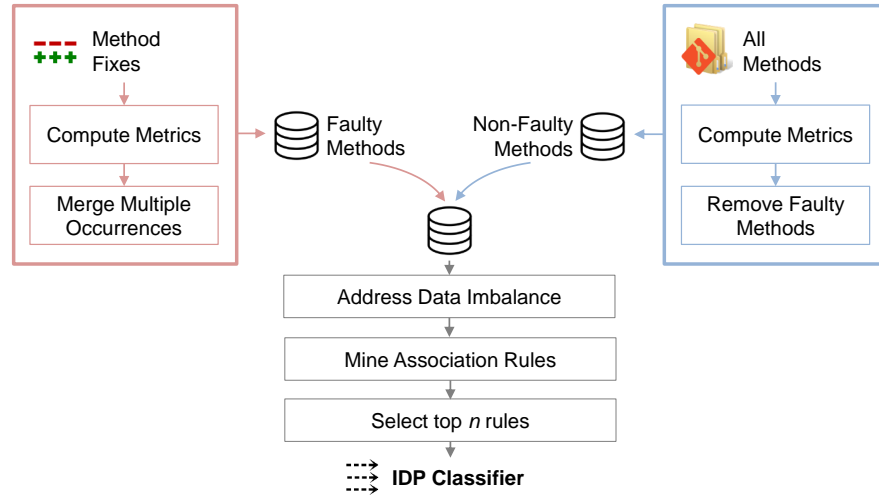 Method
Fixes
Compute Metrics
Merge Multiple
Occurrences
Faulty
Methods
Non-Faulty
Methods
All
Methods
Compute Metrics
Remove Faulty
Methods
Address Data Imbalance
Mine Association Rules
Select top n rules
IDP Classifier